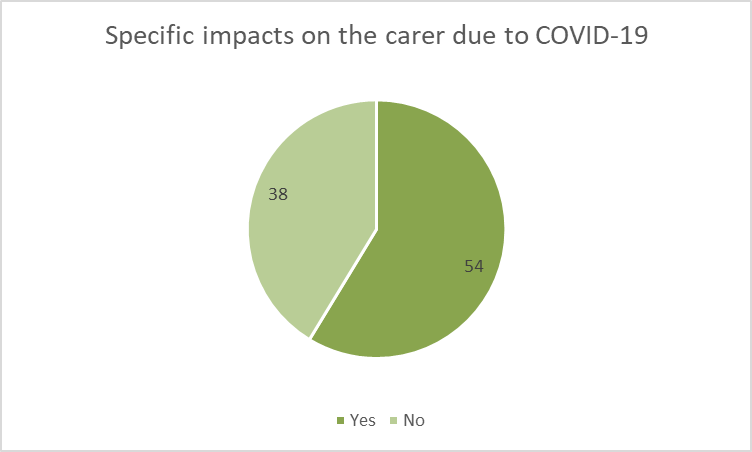 Specific impacts on the carer due to COVID-19
38
54
Yes No